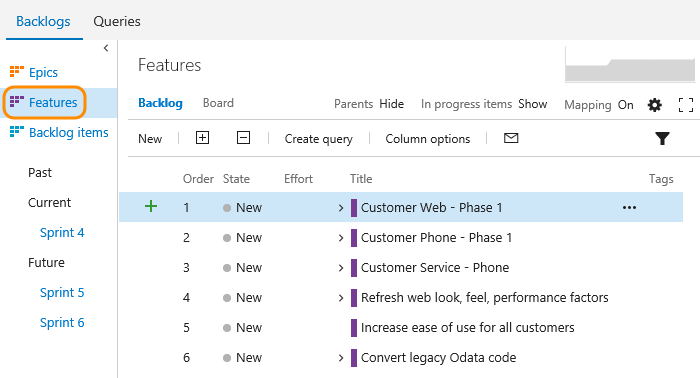 Backlogs Queries
Epics
Features
Backlog items
Past
Current
Sprint 4
Future
Sprint 5
Sprint 6
Features
Backlog Board Parents Hide In progress items Show Mapping On
New Create query Column options
Order State Effort Title Tags
1 New Customer Web - Phase 1
2 New Customer Phone - Phase 1
3 New Customer Service - Phone
4 New Refresh web look, feel, performance factors
5 New Increase ease of use for all customers
6 New Convert legacy Odata code